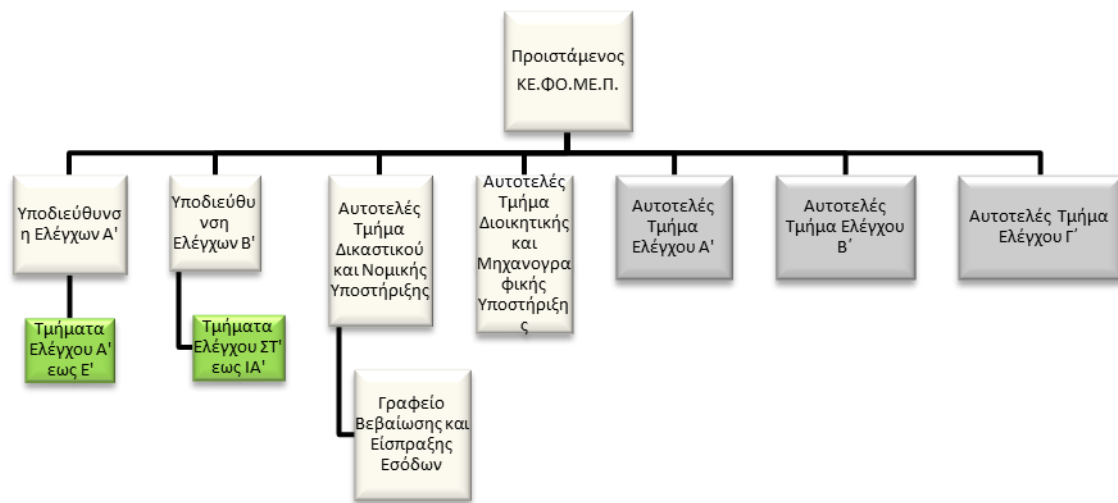 Προιστάμενος
ΚΕ.ΦΟ.ΜΕ.Π.
Υποδιεύθυνσ
η Ελέγχων Α'
Υποδιεύθυ
νση
Ελέγχων Β'
Αυτοτελές
Τμήμα
Δικαστικού
και Νομικής
Υποστήριξης
Αυτοτελές
Τμήμα
Διοικητικής
και
Μηχανογρα
φικής
Υποστήριξη
ς
Αυτοτελές
Τμήμα
Ελέγχου Α'
Αυτοτελές
Τμήμα Ελέγχου
Β΄
Αυτοτελές Τμήμα
Ελέγχου Γ΄
Τμήματα
Ελέγχου Α'
εως Ε'
Τμήματα
Ελέγχου ΣΤ'
εως ΙΑ'
Γραφείο
Βεβαίωσης και
Είσπραξης
Εσόδων